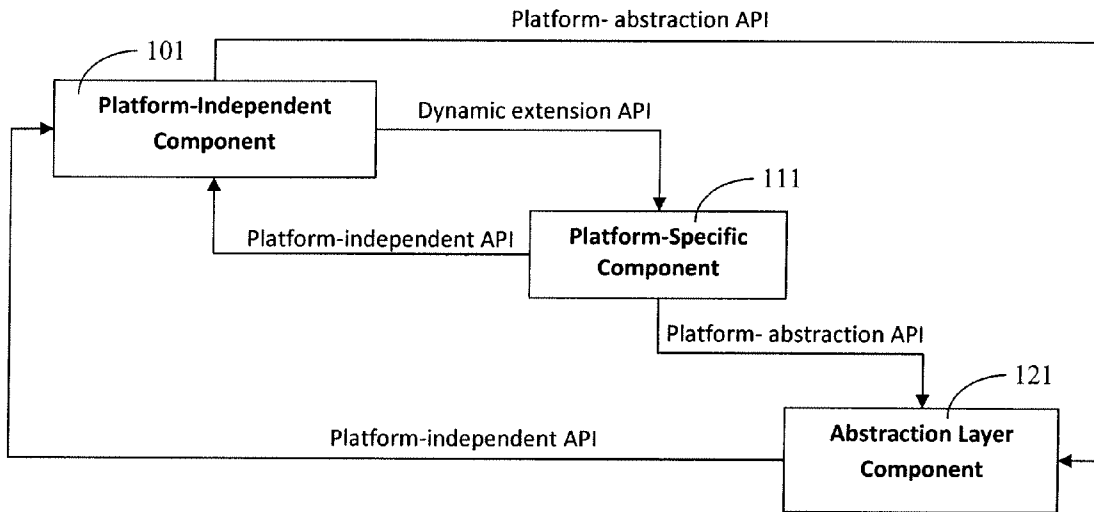 Platform- abstraction API
101
Platform-Independent
Component
Dynamic extension API
111
Platform-independent API
Platform-Specific
Component
Platform- abstraction API
121
Platform-independent API
Abstraction Layer
Component